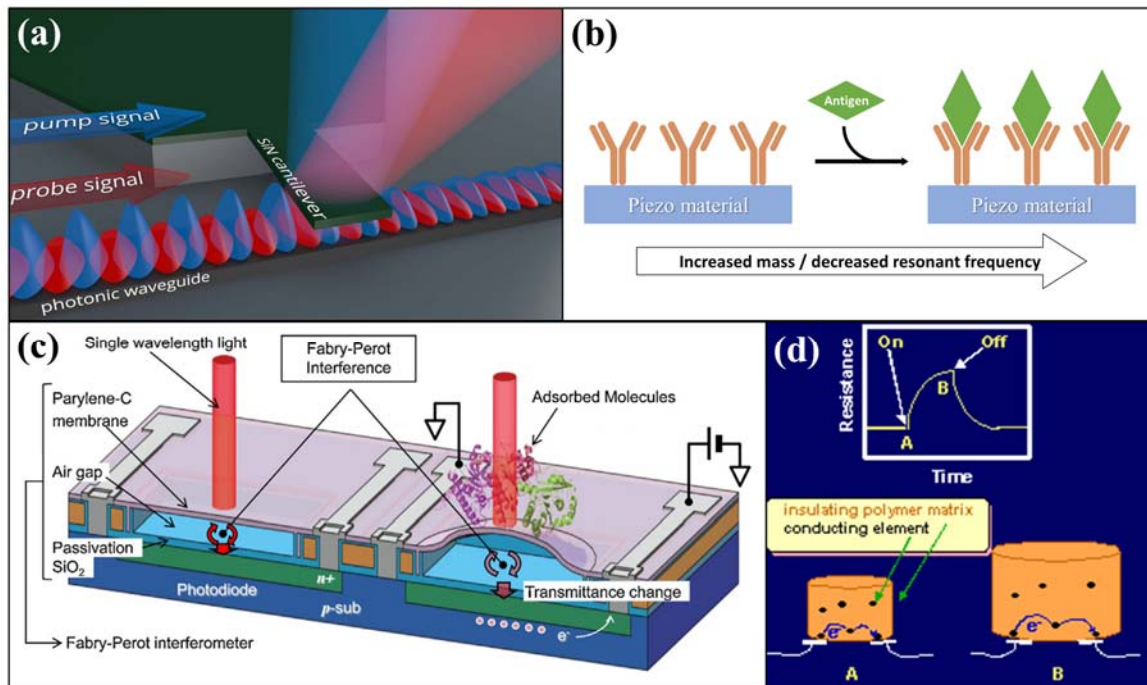 (a)
pump signal
SiN cantilever
probe signal
photonic waveguide
(b)
Antigen
Piezo material
Piezo material
Increased mass / decreased resonant frequency
(c)
Single wavelength light
Fabry-Perot
Interference
Parylene-C
membrane
Adsorbed Molecules
Air gap
Passivation
SiO2
n+
Photodiode
p-sub
Transmittance change
e-
Fabry-Perot interferometer
(d)
On
Off
Resistance
B
A
Time
insulating polymer matrix
conducting element
e-
e-
A
B